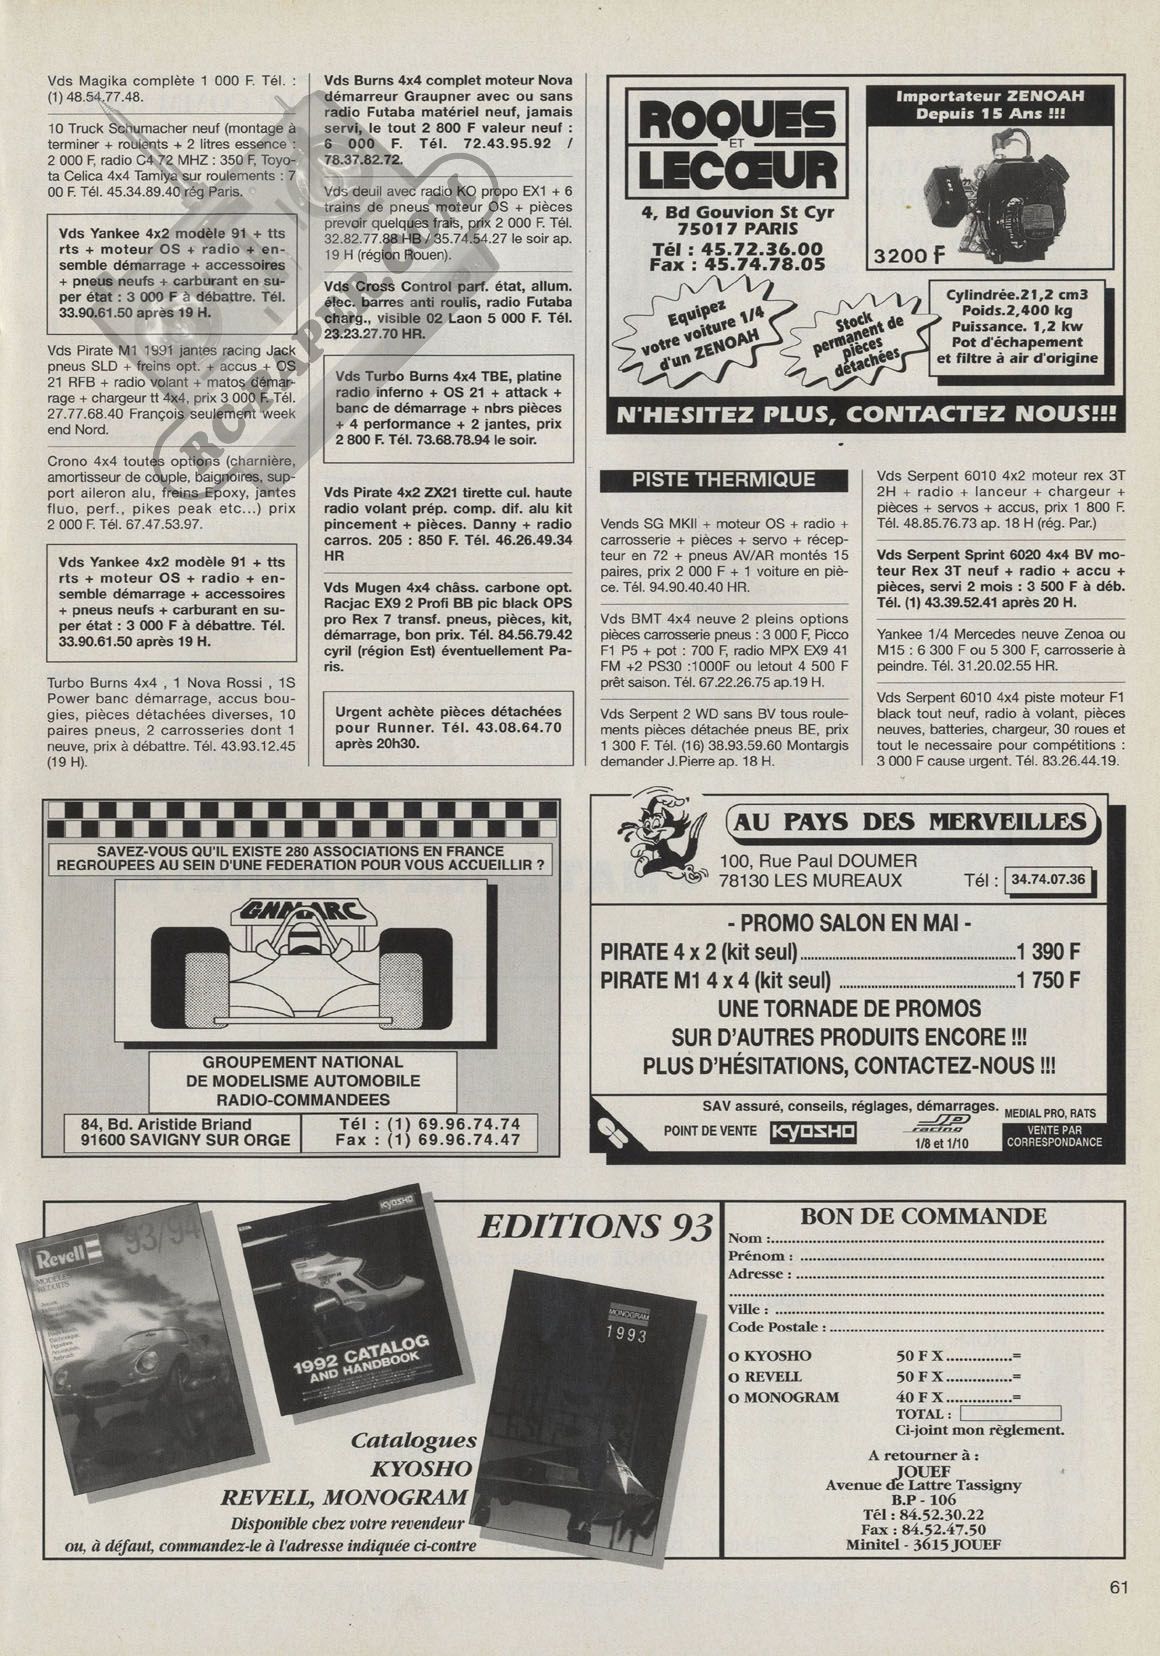 Vds Magika complète 1 000 F. Tél. :
(1) 48.54.77.48.
10 Truck Schumacher neuf (montage à
terminer + roulents + 2 litres essence :
2 000 F, radio C4 72 MHZ : 350 F, Toyo-
ta Celica 4x4 Tamiya sur roulements : 7
00 F. Tél. 45.34.89.40 rég Paris.
Vds Yankee 4x2 modèle 91 + tts
rts + moteur OS + radio + en-
semble démarrage + accessoires
+ pneus neufs + carburant en su-
per état : 3 000 F à débattre. Tél.
33.90.61.50 après 19 H.
Vds Pirate M1 1991 jantes racing Jack
pneus SLD + freins opt. + accus + OS
21 RFB + radio volant + matos démar-
rage + chargeur tt 4x4, prix 3 000 F. Tél.
27.77.68.40 François seulement week
end Nord.
Crono 4x4 toutes options (charnière,
amortisseur de couple, baignoires, sup-
port aileron alu, freins Epoxy, jantes
fluo, perf., pikes peak etc...) prix
2 000 F. Tél. 67.47.53.97.
Vds Yankee 4x2 modèle 91 + tts
rts + moteur OS + radio + en-
semble démarrage + accessoires
+ pneus neufs + carburant en su-
per état : 3 000 F à débattre. Tél.
33.90.61.50 après 19 H.
Turbo Burns 4x4 , 1 Nova Rossi , 1S
Power banc démarrage, accus bou-
gies, pièces détachées diverses, 10
paires pneus, 2 carrosseries dont 1
neuve, prix à débattre. Tél. 43.93.12.45
(19 H).
Vds Burns 4x4 complet moteur Nova
démarreur Graupner avec ou sans
radio Futaba matériel neuf, jamais
servi, le tout 2 800 F valeur neuf :
6 000 F. Tél. 72.43.95.92 /
78.37.82.72.
Vds deuil avec radio KO propo EX1 + 6
trains de pneus moteur OS + pièces
prevoir quelques frais, prix 2 000 F. Tél.
32.82.77.88 HB / 35.74.54.27 le soir ap.
19 H (région Rouen).
Vds Cross Control parf. état, allum.
élec. barres anti roulis, radio Futaba
charg., visible 02 Laon 5 000 F. Tél.
23.23.27.70 HR.
Vds Turbo Burns 4x4 TBE, platine
radio inferno + OS 21 + attack +
banc de démarrage + nbrs pièces
+ 4 performance + 2 jantes, prix
2 800 F. Tél. 73.68.78.94 le soir.
Vds Pirate 4x2 ZX21 tirette cul. haute
radio volant prép. comp. dif. alu kit
pincement + pièces. Danny + radio
carros. 205 : 850 F. Tél. 46.26.49.34
HR
Vds Mugen 4x4 châss. carbone opt.
Racjac EX9 2 Profi BB pic black OPS
pro Rex 7 transf. pneus, pièces, kit,
démarrage, bon prix. Tél. 84.56.79.42
cyril (région Est) éventuellement Pa-
ris.
Urgent achète pièces détachées
pour Runner. Tél. 43.08.64.70
après 20h30.
RC-PAPER.COM
ROQUES
ET
LECŒUR
4, Bd Gouvion St Cyr
75017 PARIS
Tél : 45.72.36.00
Fax : 45.74.78.05
Importateur ZENOAH
Depuis 15 Ans !!!
3200 F
Equipez
votre voiture 1/4
d'un ZENOAH
Stock
permanent de
pièces
détachées
Cylindrée.21,2 cm3
Poids.2,400 kg
Puissance. 1,2 kw
Pot d'échapement
et filtre à air d'origine
N'HESITEZ PLUS, CONTACTEZ NOUS!!!
PISTE THERMIQUE
Vends SG MKII + moteur OS + radio +
carrosserie + pièces + servo + récep-
teur en 72 + pneus AV/AR montés 15
paires, prix 2 000 F + 1 voiture en piè-
ce. Tél. 94.90.40.40 HR.
Vds BMT 4x4 neuve 2 pleins options
pièces carrosserie pneus : 3 000 F, Picco
F1 P5 + pot : 700 F, radio MPX EX9 41
FM +2 PS30 :1000F ou letout 4 500 F
prêt saison. Tél. 67.22.26.75 ap.19 H.
Vds Serpent 2 WD sans BV tous roule-
ments pièces détachée pneus BE, prix
1 300 F. Tél. (16) 38.93.59.60 Montargis
demander J.Pierre ap. 18 H.
Vds Serpent 6010 4x2 moteur rex 3T
2H + radio + lanceur + chargeur +
pièces + servos + accus, prix 1 800 F.
Tél. 48.85.76.73 ap. 18 H (rég. Par.)
Vds Serpent Sprint 6020 4x4 BV mo-
teur Rex 3T neuf + radio + accu +
pièces, servi 2 mois : 3 500 F à déb.
Tél. (1) 43.39.52.41 après 20 H.
Yankee 1/4 Mercedes neuve Zenoa ou
M15 : 6 300 F ou 5 300 F, carrosserie à
peindre. Tél. 31.20.02.55 HR.
Vds Serpent 6010 4x4 piste moteur F1
black tout neuf, radio à volant, pièces
neuves, batteries, chargeur, 30 roues et
tout le necessaire pour compétitions :
3 000 F cause urgent. Tél. 83.26.44.19.
SAVEZ-VOUS QU'IL EXISTE 280 ASSOCIATIONS EN FRANCE
REGROUPEES AU SEIN D'UNE FEDERATION POUR VOUS ACCUEILLIR ?
GNMARC
GROUPEMENT NATIONAL
DE MODELISME AUTOMOBILE
RADIO-COMMANDEES
84, Bd. Aristide Briand
91600 SAVIGNY SUR ORGE
Tél : (1) 69.96.74.74
Fax : (1) 69.96.74.47
AU PAYS DES MERVEILLES
100, Rue Paul DOUMER
78130 LES MUREAUX Tél : 34.74.07.36
- PROMO SALON EN MAI -
PIRATE 4 x 2 (kit seul)......................................................1 390 F
PIRATE M1 4 x 4 (kit seul) ............................................1 750 F
UNE TORNADE DE PROMOS
SUR D'AUTRES PRODUITS ENCORE !!!
PLUS D'HÉSITATIONS, CONTACTEZ-NOUS !!!
SAV assuré, conseils, réglages, démarrages.
POINT DE VENTE KYOSHO
racing
1/8 et 1/10
MEDIAL PRO, RATS
VENTE PAR
CORRESPONDANCE
EDITIONS 93
Revell 93/94
MODELES
REDUITS
KYOSHO
1992 CATALOG
AND HANDBOOK
MONOGRAM
1993
Catalogues
KYOSHO
REVELL, MONOGRAM
Disponible chez votre revendeur
ou, à défaut, commandez-le à l'adresse indiquée ci-contre
BON DE COMMANDE
Nom :....................................................................
Prénom : ...............................................................
Adresse : ...............................................................
Ville : ...................................................................
Code Postale : ........................................................
o KYOSHO 50 F X................=
o REVELL 50 F X................=
o MONOGRAM 40 F X................=
TOTAL :
Ci-joint mon règlement.
A retourner à :
JOUEF
Avenue de Lattre Tassigny
B.P - 106
Tél : 84.52.30.22
Fax : 84.52.47.50
Minitel - 3615 JOUEF
61